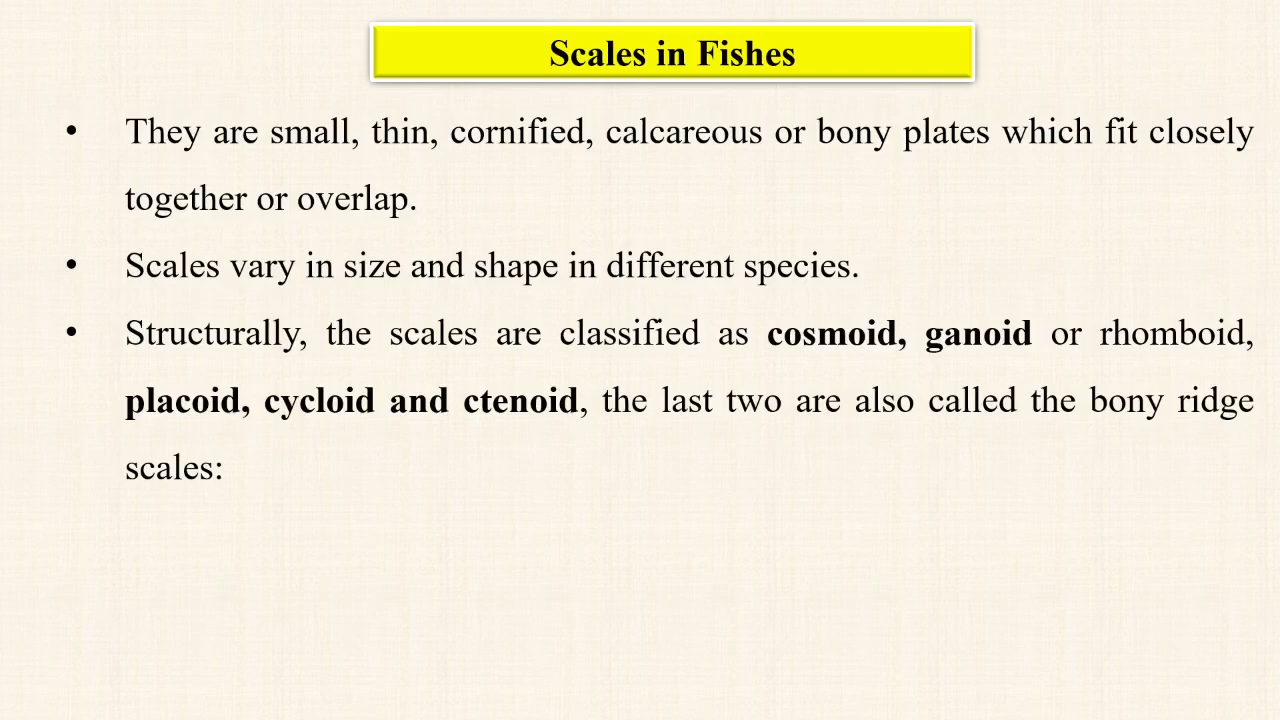 Scales in Fishes
• They are small, thin, cornified, calcareous or bony plates which fit closely
together or overlap.
• Scales vary in size and shape in different species.
• Structurally, the scales are classified as cosmoid, ganoid or rhomboid,
placoid, cycloid and ctenoid, the last two are also called the bony ridge
scales: